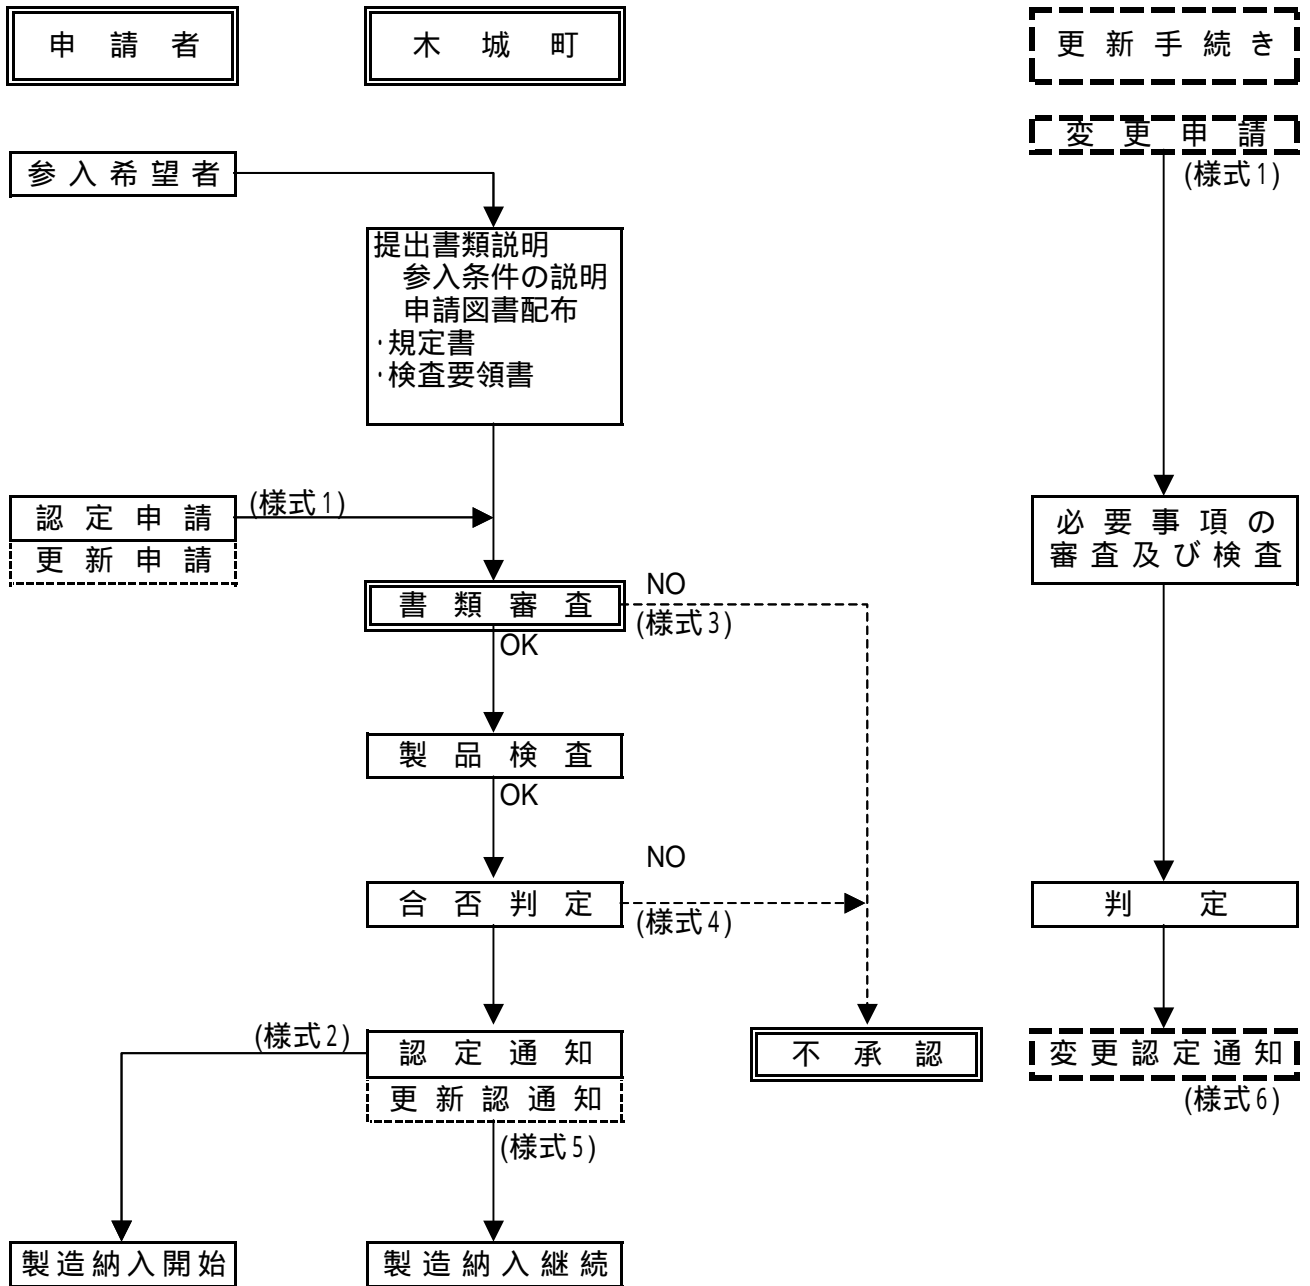 申請者
木城町
更新手続き
変更申請
(様式1)
参入希望者
提出書類説明
参入条件の説明
申請図書配布
・規定書
・検査要領書
認定申請
(様式1)
更新申請
必要事項の
審査及び検査
書類審査
NO
(様式3)
OK
製品検査
OK
合否判定
NO
(様式4)
判定
(様式2)
認定通知
更新認通知
(様式5)
不承認
変更認定通知
(様式6)
製造納入開始
製造納入継続